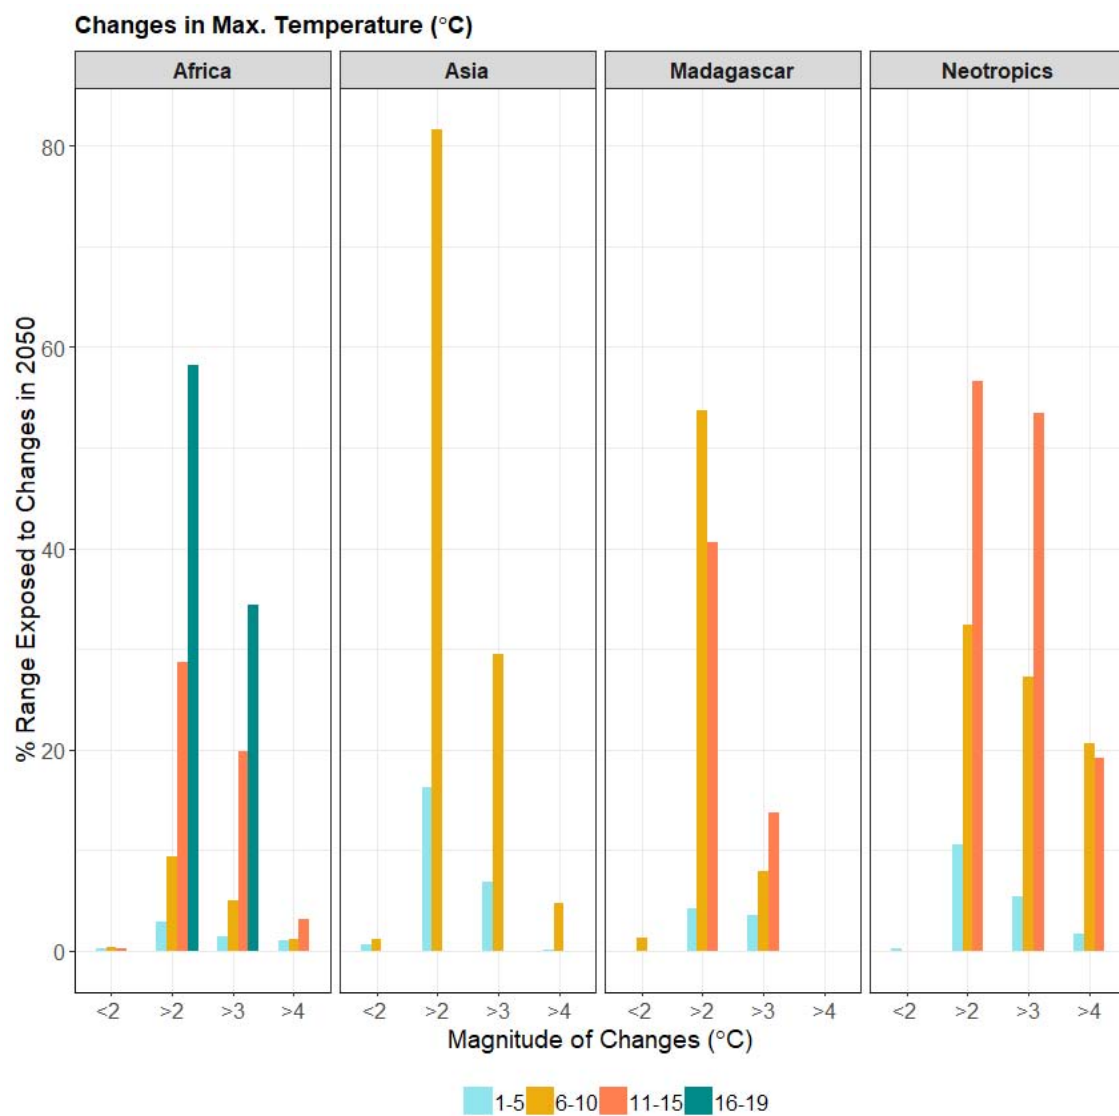 Changes in Max. Temperature (°C)
Africa Asia Madagascar Neotropics
% Range Exposed to Changes in 2050
80
60
40
20
0
<2 >2 >3 >4 <2 >2 >3 >4 <2 >2 >3 >4 <2 >2 >3 >4
Magnitude of Changes (°C)
1-5 6-10 11-15 16-19